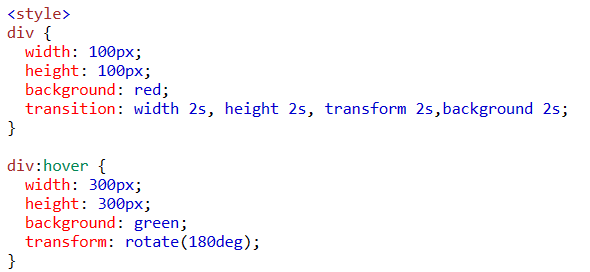 <style>
div {
  width: 100px;
  height: 100px;
  background: red;
  transition: width 2s, height 2s, transform 2s,background 2s;
}

div:hover {
  width: 300px;
  height: 300px;
  background: green;
  transform: rotate(180deg);
}